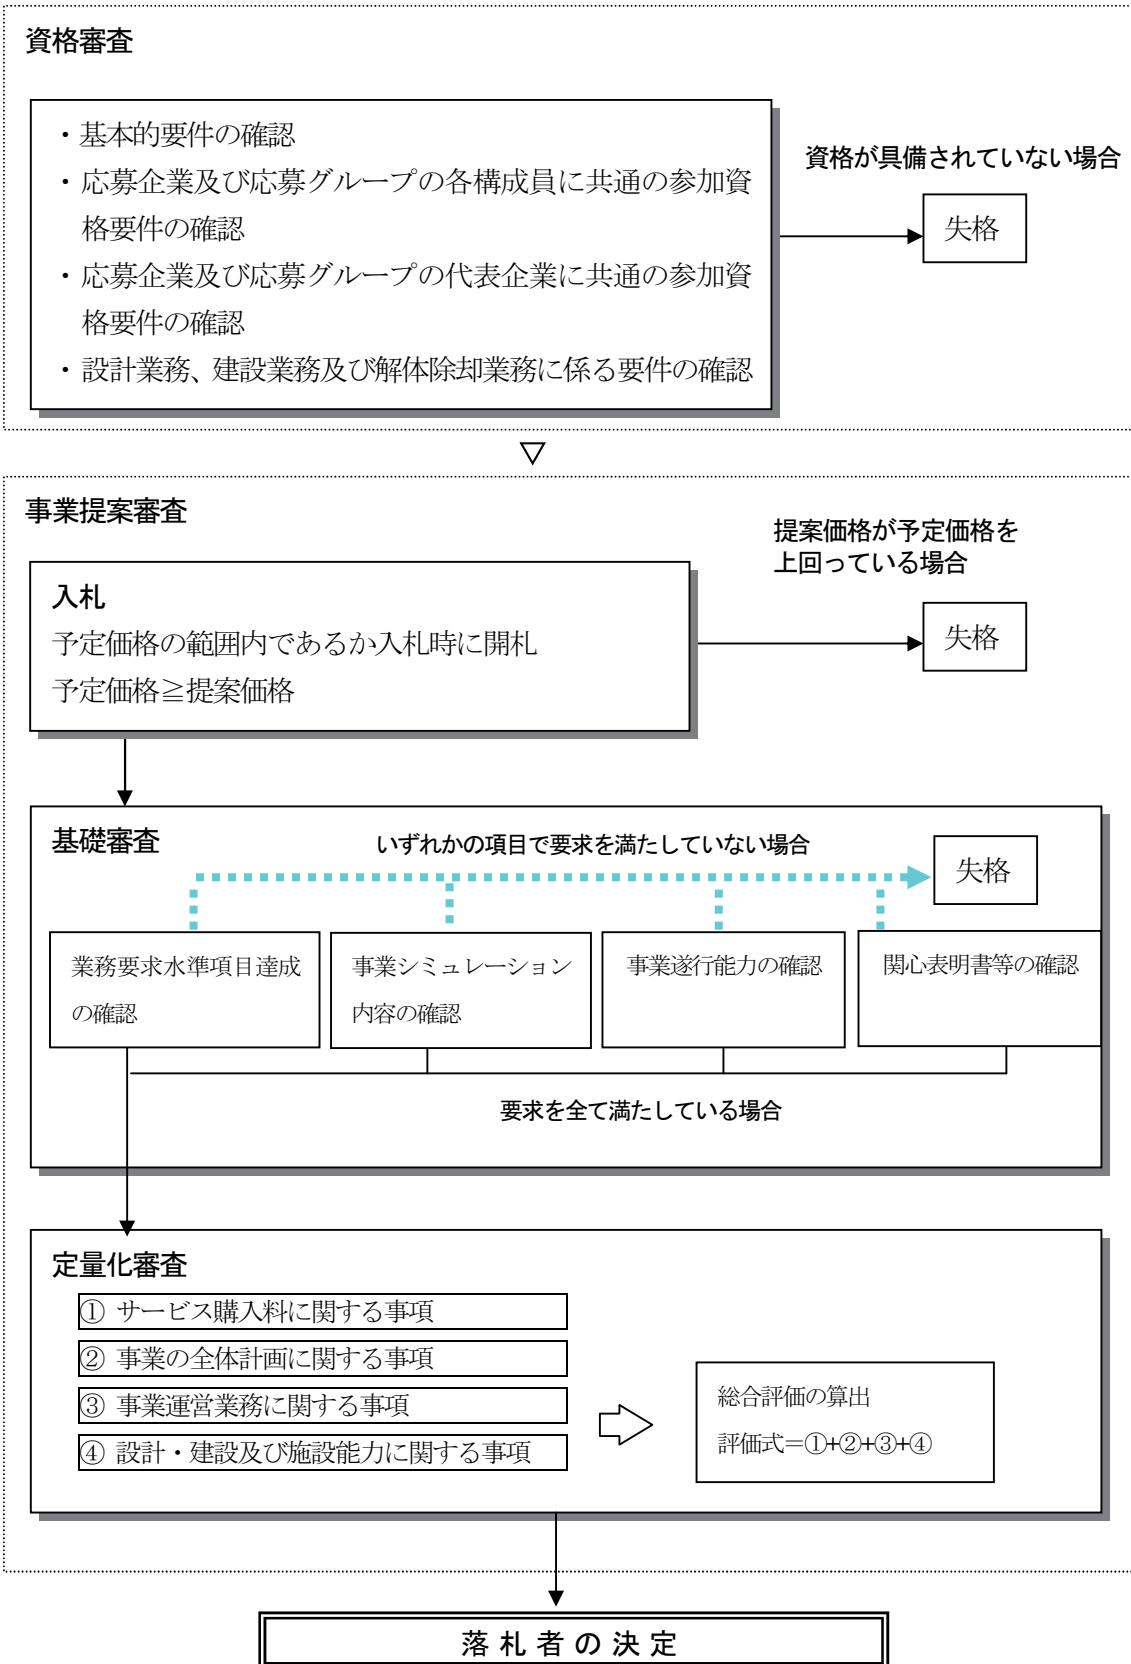 資格審査
・基本的要件の確認
・応募企業及び応募グループの各構成員に共通の参加資
格要件の確認
・応募企業及び応募グループの代表企業に共通の参加資
格要件の確認
・設計業務、建設業務及び解体除却業務に係る要件の確認
資格が具備されていない場合
失格
事業提案審査
入札
予定価格の範囲内であるか入札時に開札
予定価格≧提案価格
提案価格が予定価格を
上回っている場合
失格
基礎審査
いずれかの項目で要求を満たしていない場合
失格
業務要求水準項目達成
の確認
事業シミュレーション
内容の確認
事業遂行能力の確認
関心表明書等の確認
要求を全て満たしている場合
定量化審査
① サービス購入料に関する事項
② 事業の全体計画に関する事項
③ 事業運営業務に関する事項
④ 設計・建設及び施設能力に関する事項
総合評価の算出
評価式＝①+②+③+④
落札者の決定